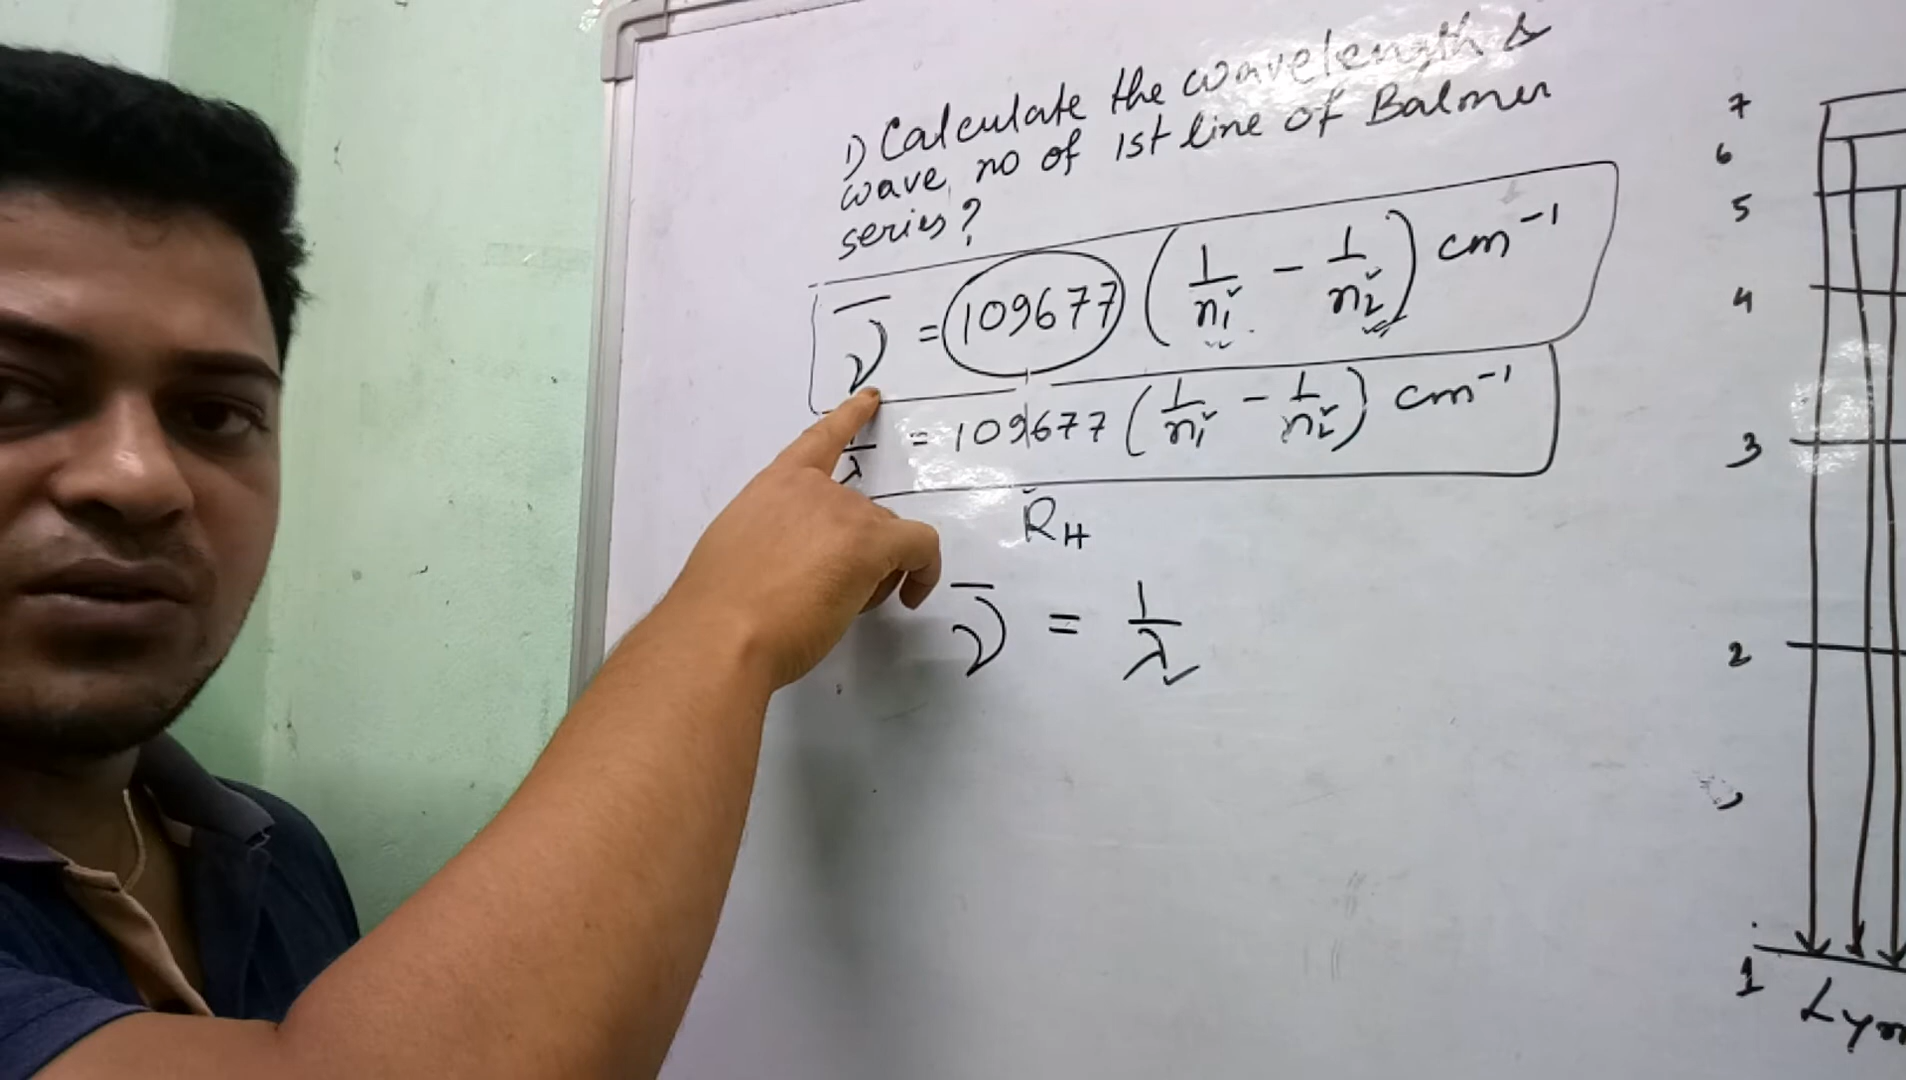 1) Calculate the wavelength &
wave no of 1st line of Balmer
series?
ν̅ = 109677 (1/n₁² - 1/n₂²) cm⁻¹
1/λ = 109677 (1/n₁² - 1/n₂²) cm⁻¹
R_H
ν̅ = 1/λ
7
6
5
4
3
2
1
Lym